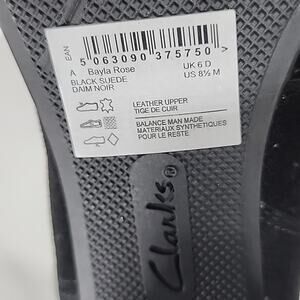 EAN
5 063090 375750 >
A Bayla Rose UK 6 D
BLACK SUEDE US 8½ M
DAIM NOIR
LEATHER UPPER
TIGE DE CUIR
BALANCE MAN MADE
MATERIAUX SYNTHETIQUES
POUR LE RESTE
Clarks®